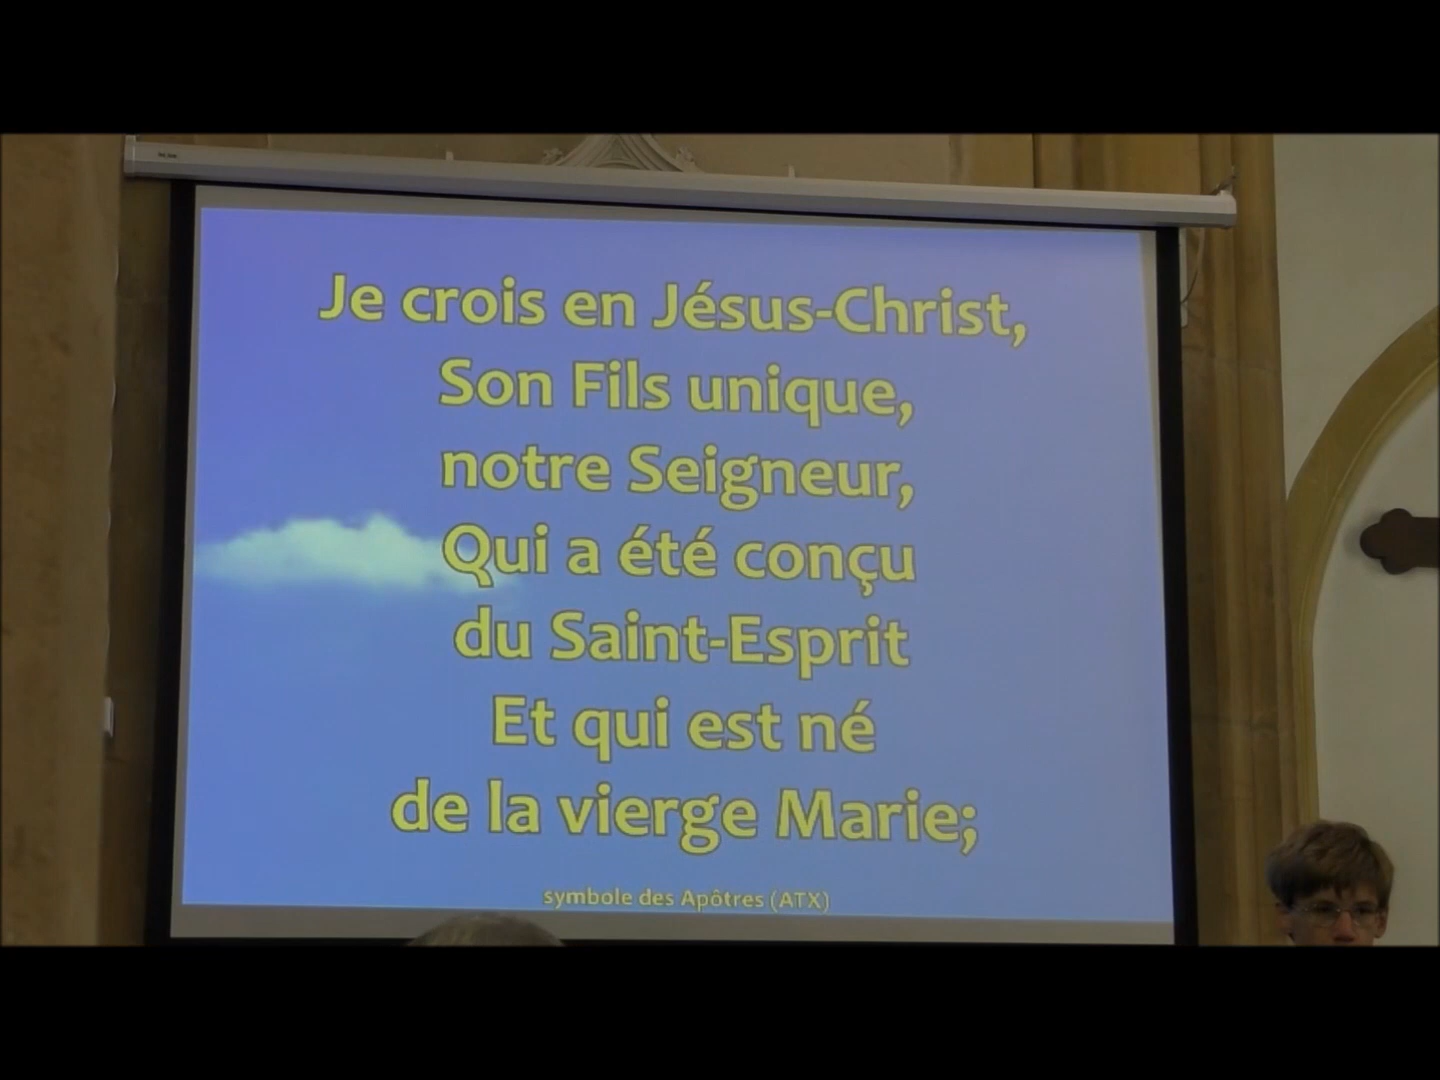 Je crois en Jésus-Christ,
Son Fils unique,
notre Seigneur,
Qui a été conçu
du Saint-Esprit
Et qui est né
de la vierge Marie;
symbole des Apôtres (ATX)